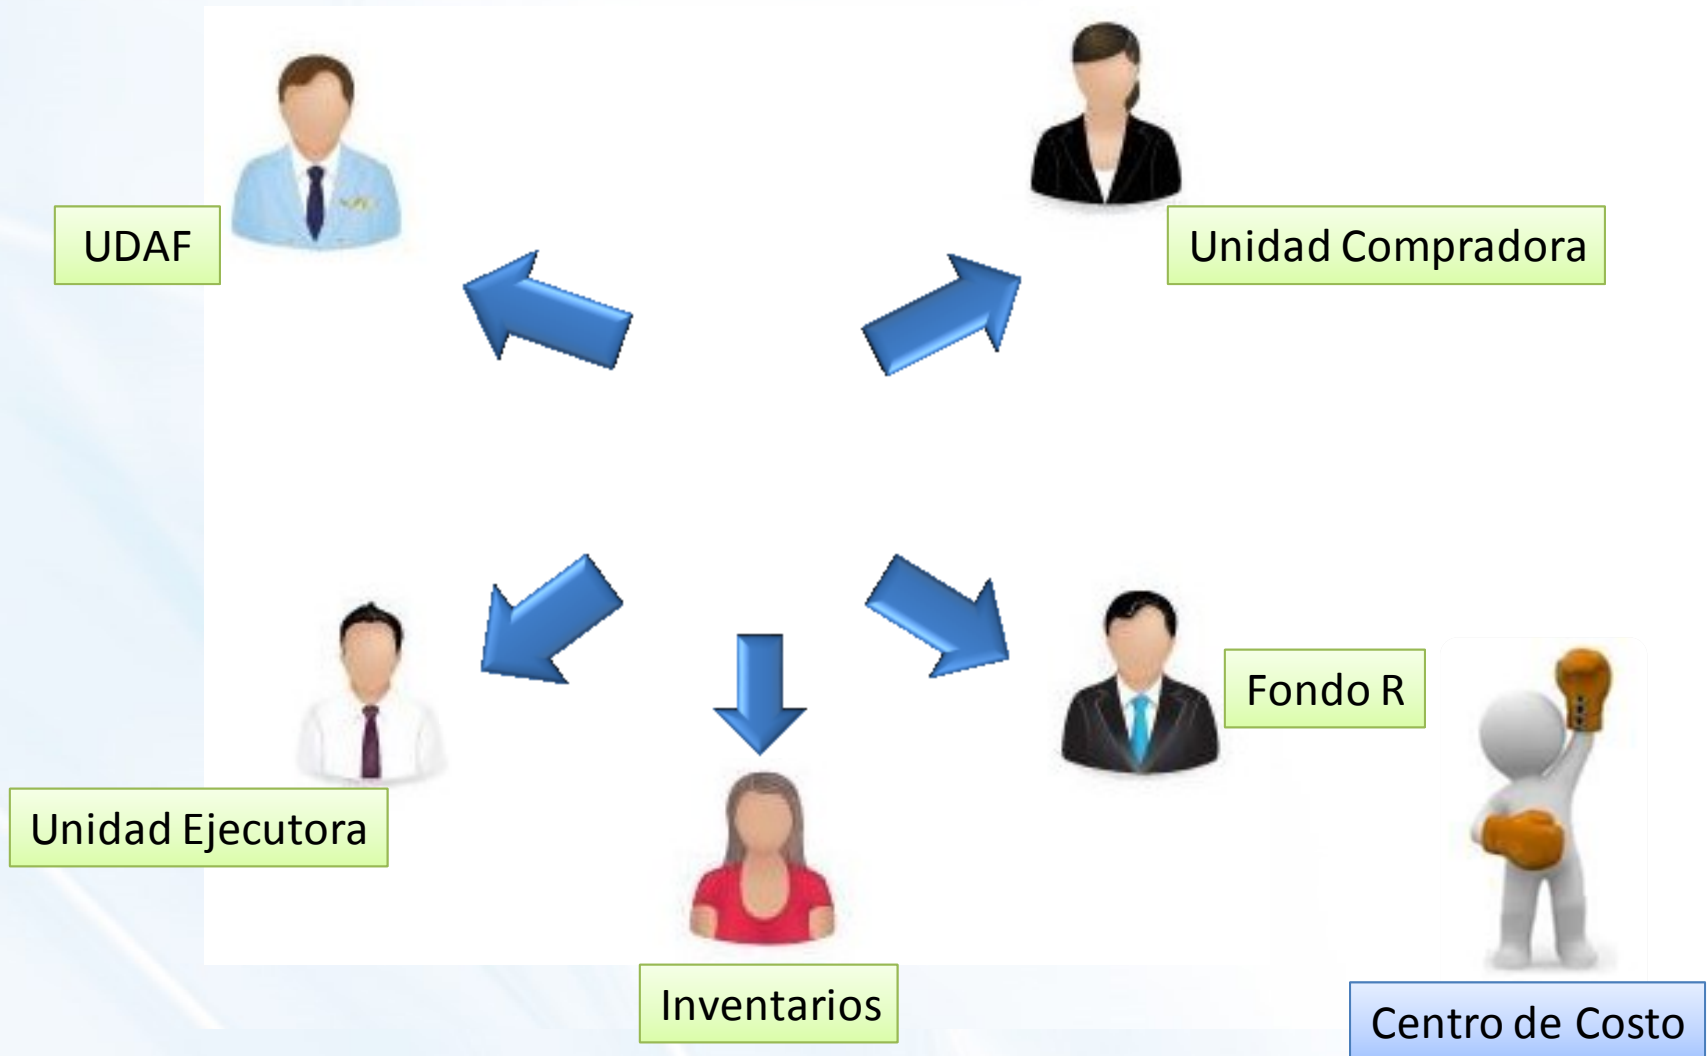 UDAF
Unidad Compradora
Fondo R
Unidad Ejecutora
Inventarios
Centro de Costo